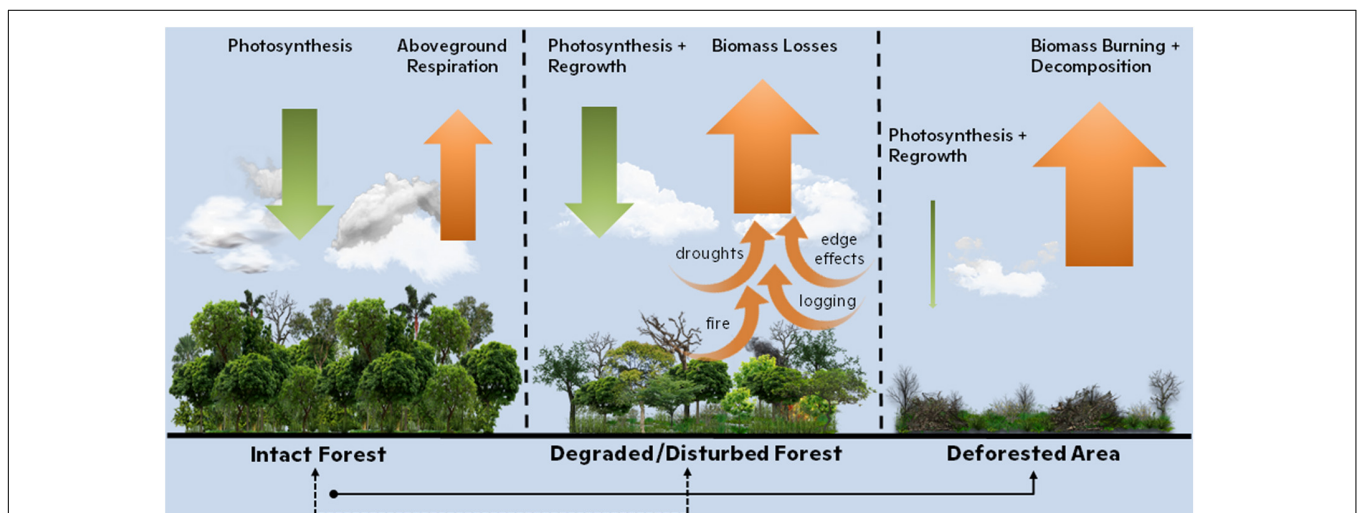 Photosynthesis
Aboveground
Respiration
Photosynthesis +
Regrowth
Biomass Losses
Biomass Burning +
Decomposition
Photosynthesis +
Regrowth
droughts
edge
effects
logging
fire
Intact Forest
Degraded/Disturbed Forest
Deforested Area